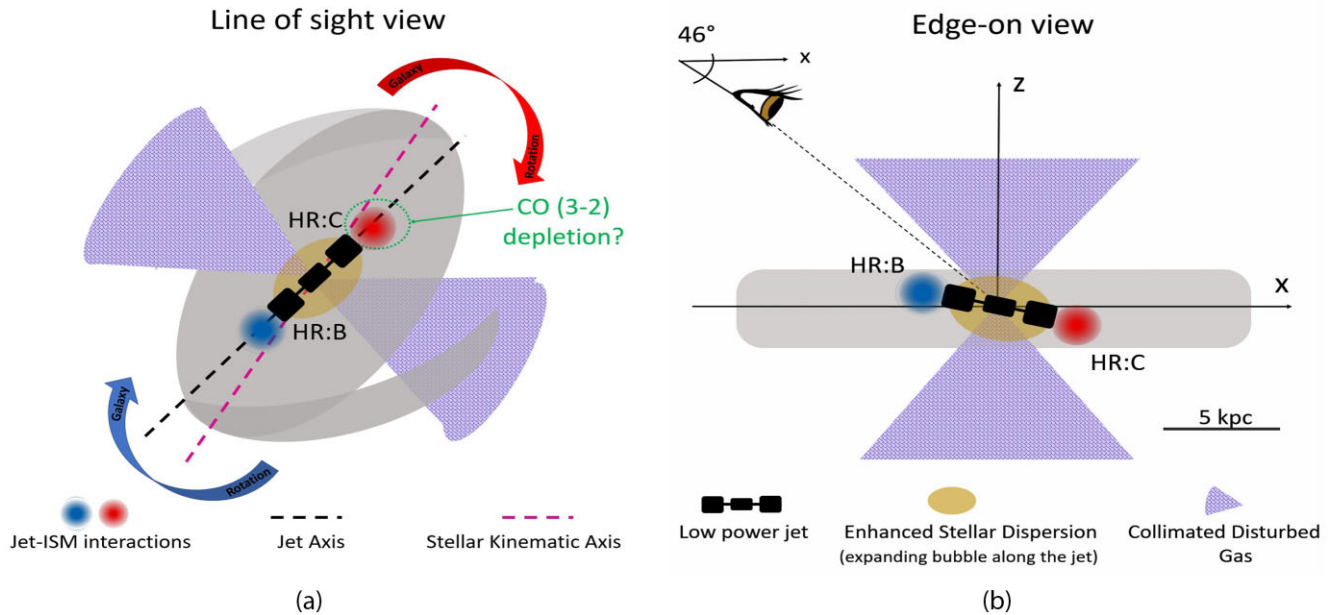 Line of sight view
Galaxy
Rotation
HR:C
CO (3-2)
depletion?
HR:B
Galaxy
Rotation
Jet-ISM interactions
Jet Axis
Stellar Kinematic Axis
(a)
Edge-on view
46°
x
z
HR:B
x
HR:C
5 kpc
Low power jet
Enhanced Stellar Dispersion
(expanding bubble along the jet)
Collimated Disturbed
Gas
(b)